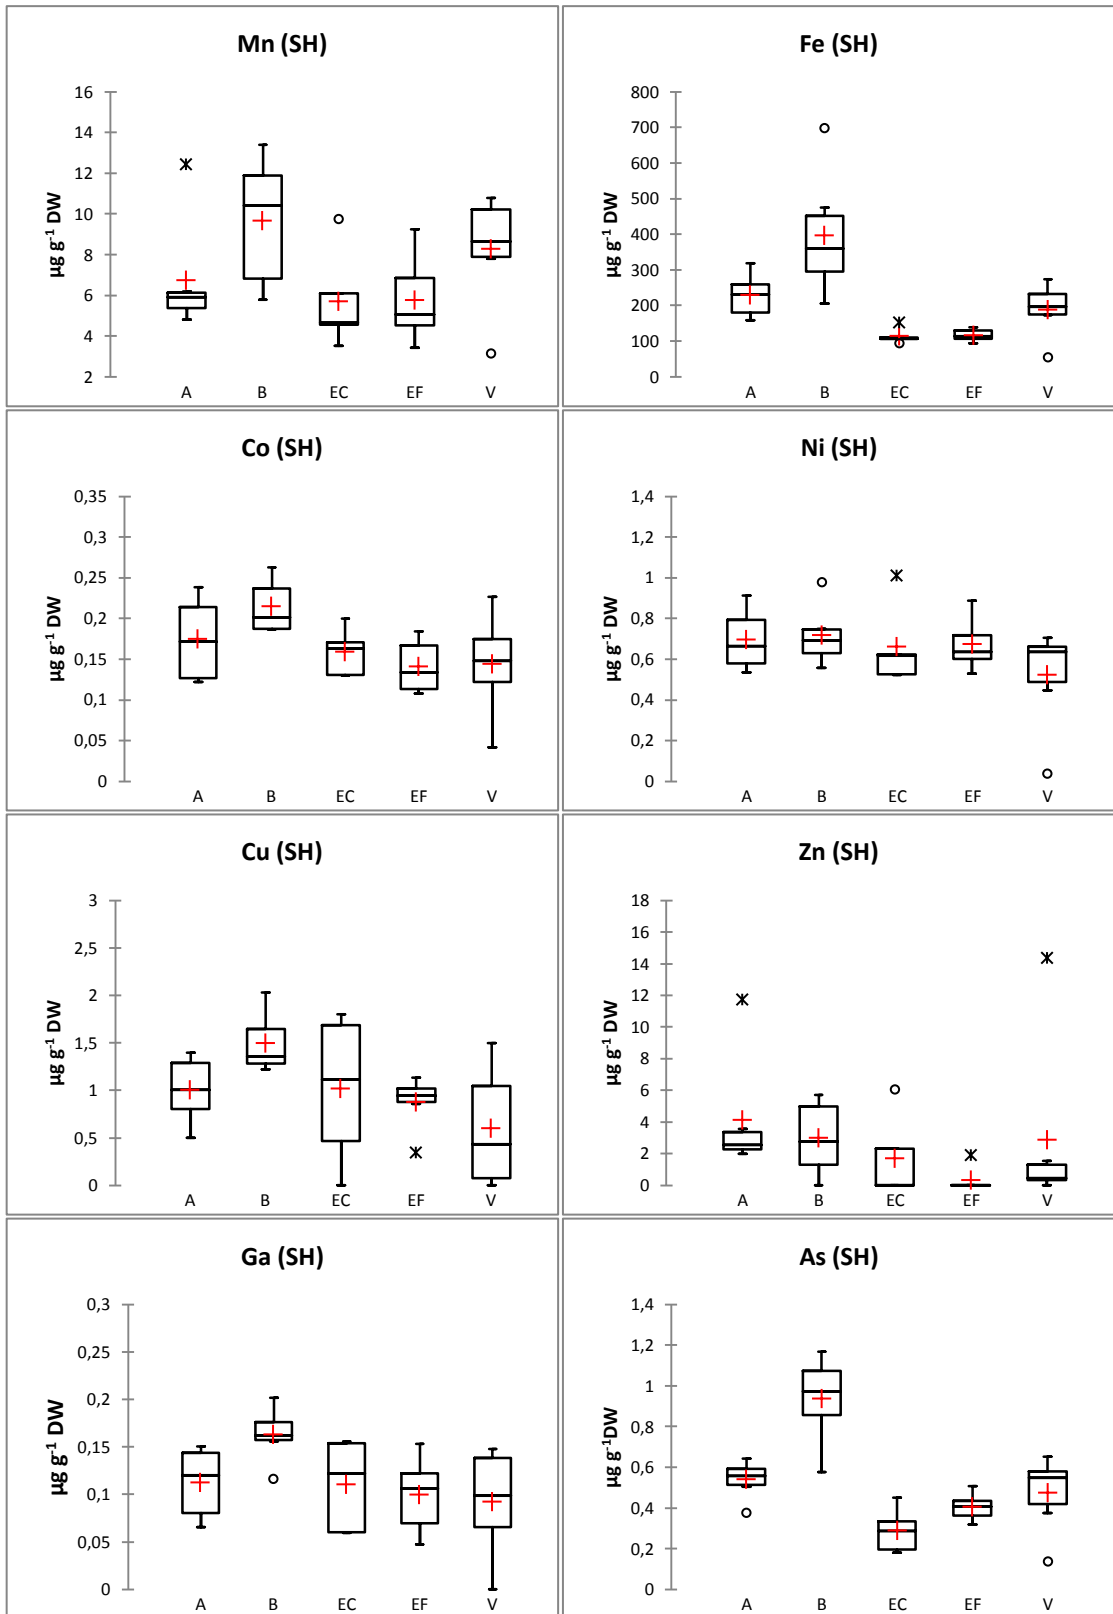 Mn (SH)
16
14
12
10
8
6
4
2
µg g⁻¹ DW
A B EC EF V
Fe (SH)
800
700
600
500
400
300
200
100
0
µg g⁻¹ DW
A B EC EF V
Co (SH)
0,35
0,3
0,25
0,2
0,15
0,1
0,05
0
µg g⁻¹ DW
A B EC EF V
Ni (SH)
1,4
1,2
1
0,8
0,6
0,4
0,2
0
µg g⁻¹ DW
A B EC EF V
Cu (SH)
3
2,5
2
1,5
1
0,5
0
µg g⁻¹ DW
A B EC EF V
Zn (SH)
18
16
14
12
10
8
6
4
2
0
µg g⁻¹ DW
A B EC EF V
Ga (SH)
0,3
0,25
0,2
0,15
0,1
0,05
0
µg g⁻¹ DW
A B EC EF V
As (SH)
1,4
1,2
1
0,8
0,6
0,4
0,2
0
µg g⁻¹DW
A B EC EF V